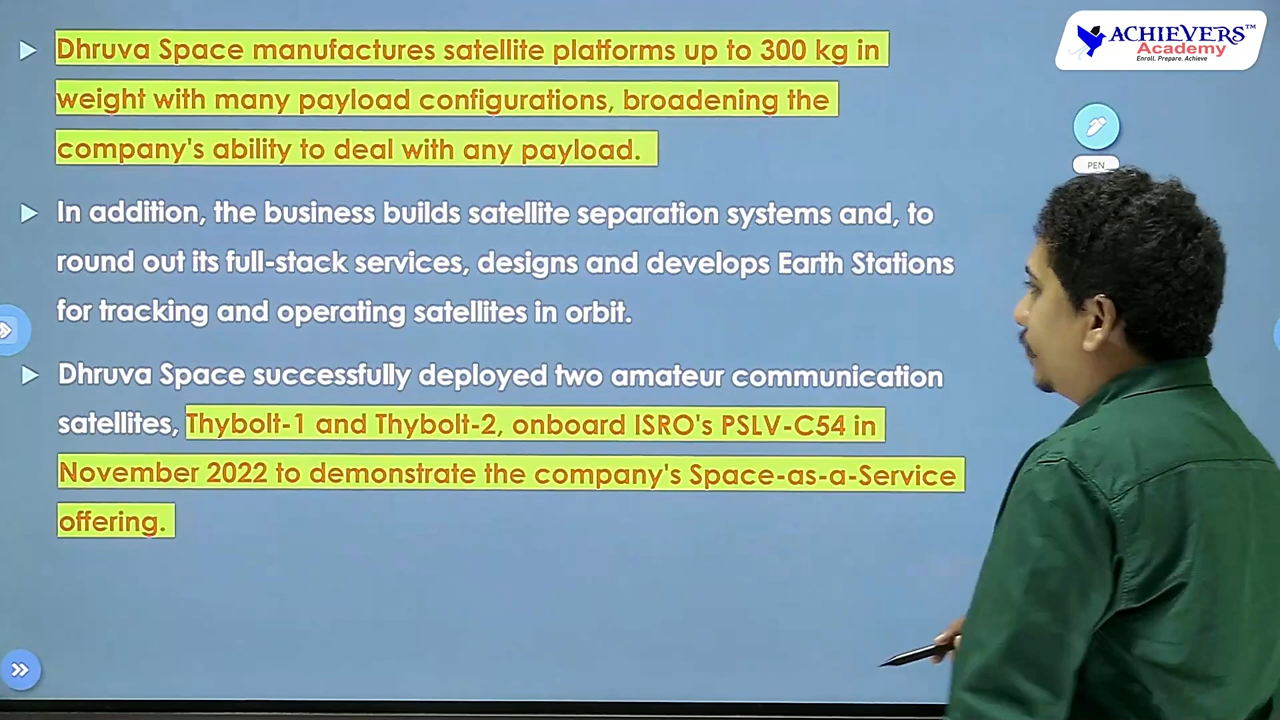 Dhruva Space manufactures satellite platforms up to 300 kg in
weight with many payload configurations, broadening the
company's ability to deal with any payload.
In addition, the business builds satellite separation systems and, to
round out its full-stack services, designs and develops Earth Stations
for tracking and operating satellites in orbit.
Dhruva Space successfully deployed two amateur communication
satellites, Thybolt-1 and Thybolt-2, onboard ISRO's PSLV-C54 in
November 2022 to demonstrate the company's Space-as-a-Service
offering.
ACHIEVERS™
Academy
Enroll. Prepare. Achieve
PEN